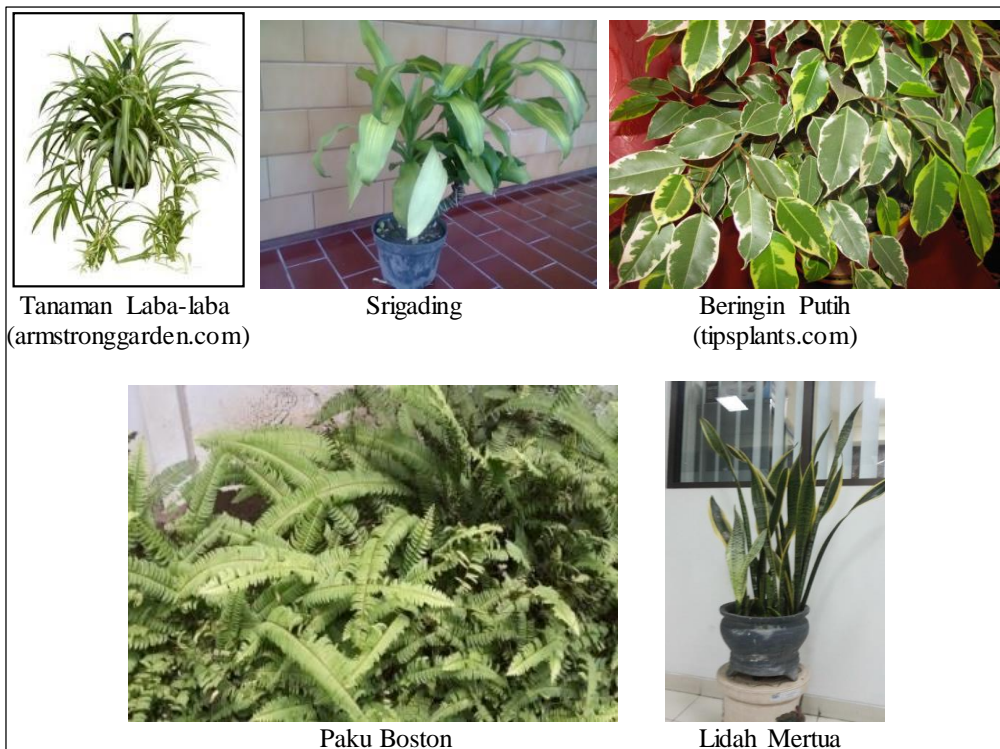 Tanaman Laba-laba
(armstronggarden.com)
Srigading
Beringin Putih
(tipsplants.com)
Paku Boston
Lidah Mertua